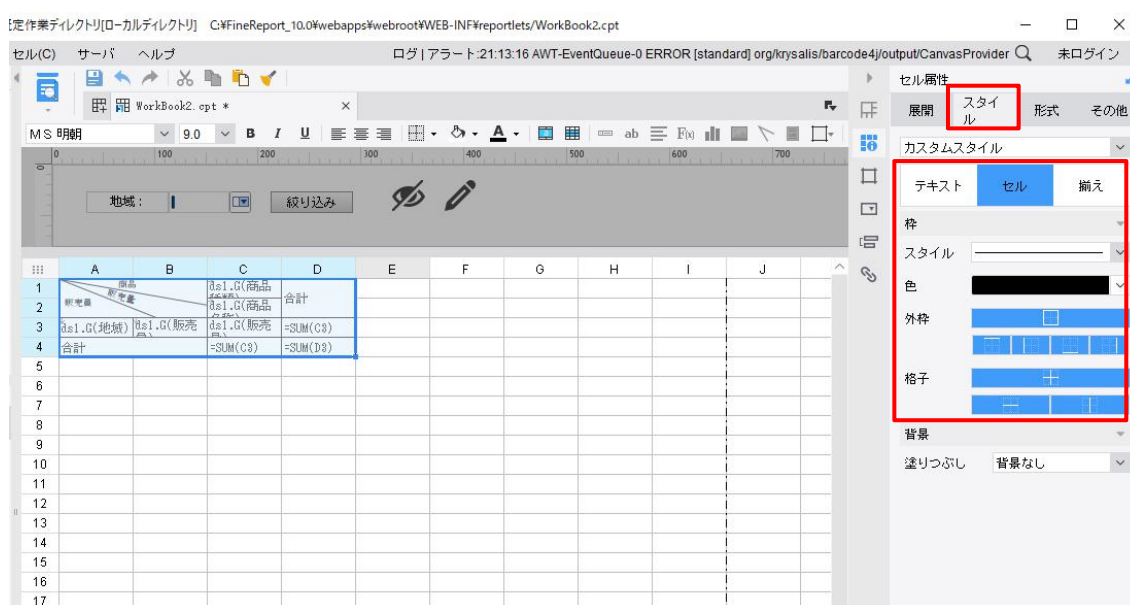 定作業ディレクトリ[ローカルディレクトリ] C:¥FineReport_10.0¥webapps¥webroot¥WEB-INF¥reportlets/WorkBook2.cpt
セル(C) サーバ ヘルプ ログ | アラート:21:13:16 AWT-EventQueue-0 ERROR [standard] org/krysalis/barcode4j/output/CanvasProvider 未ログイン
セル属性
WorkBook2.cpt *
展開 スタイル 形式 その他
MS 明朝 9.0 B I U A ab F(x)
カスタムスタイル
0 100 200 300 400 500 600 700
テキスト セル 揃え
地域: 絞り込み
枠
スタイル
色
外枠
格子
背景
塗りつぶし 背景なし
A B C D E F G H I J
1 商品 販売量 ds1.G(商品
2 販売員 ds1.G(商品 合計
3 ds1.G(地域) ds1.G(販売 ds1.G(販売 =SUM(C3)
4 合計 =SUM(C3) =SUM(D3)
5
6
7
8
9
10
11
12
13
14
15
16
17